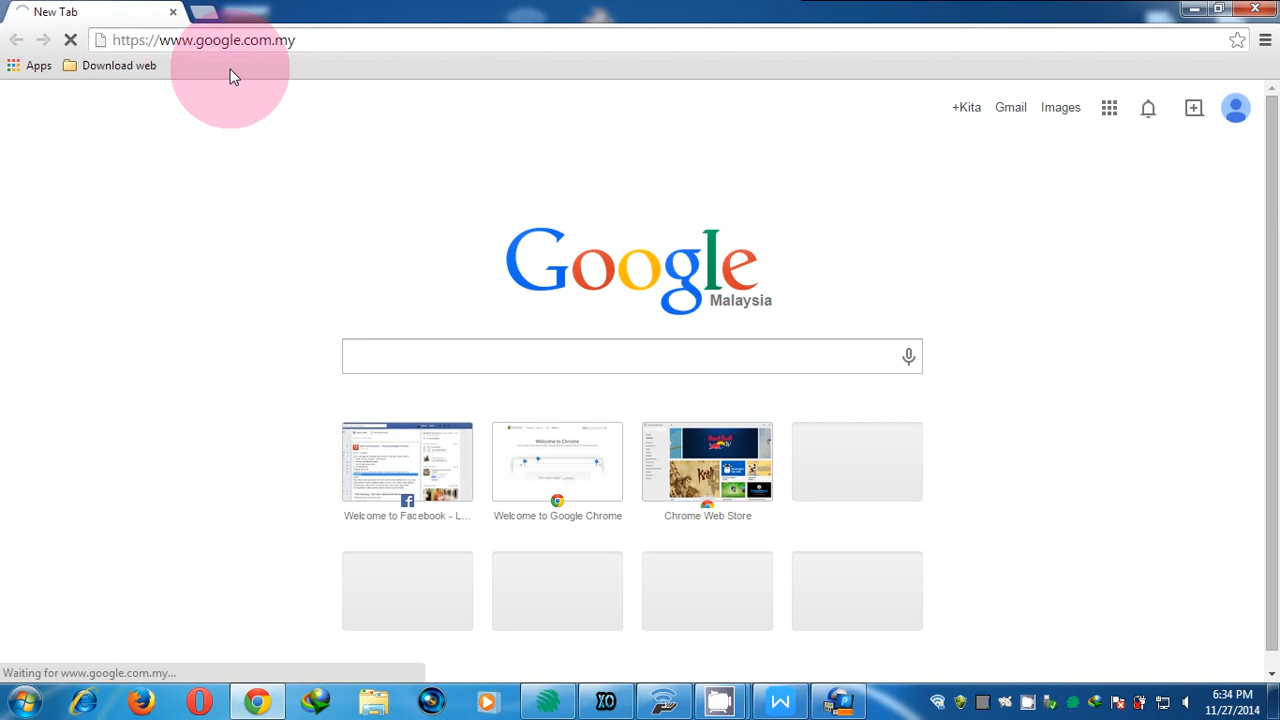 New Tab
https://www.google.com.my
Apps
Download web
+Kita
Gmail
Images
Google
Malaysia
Welcome to Facebook - L...
Welcome to Google Chrome
Chrome Web Store
Waiting for www.google.com.my...
XO
W
6:34 PM
11/27/2014